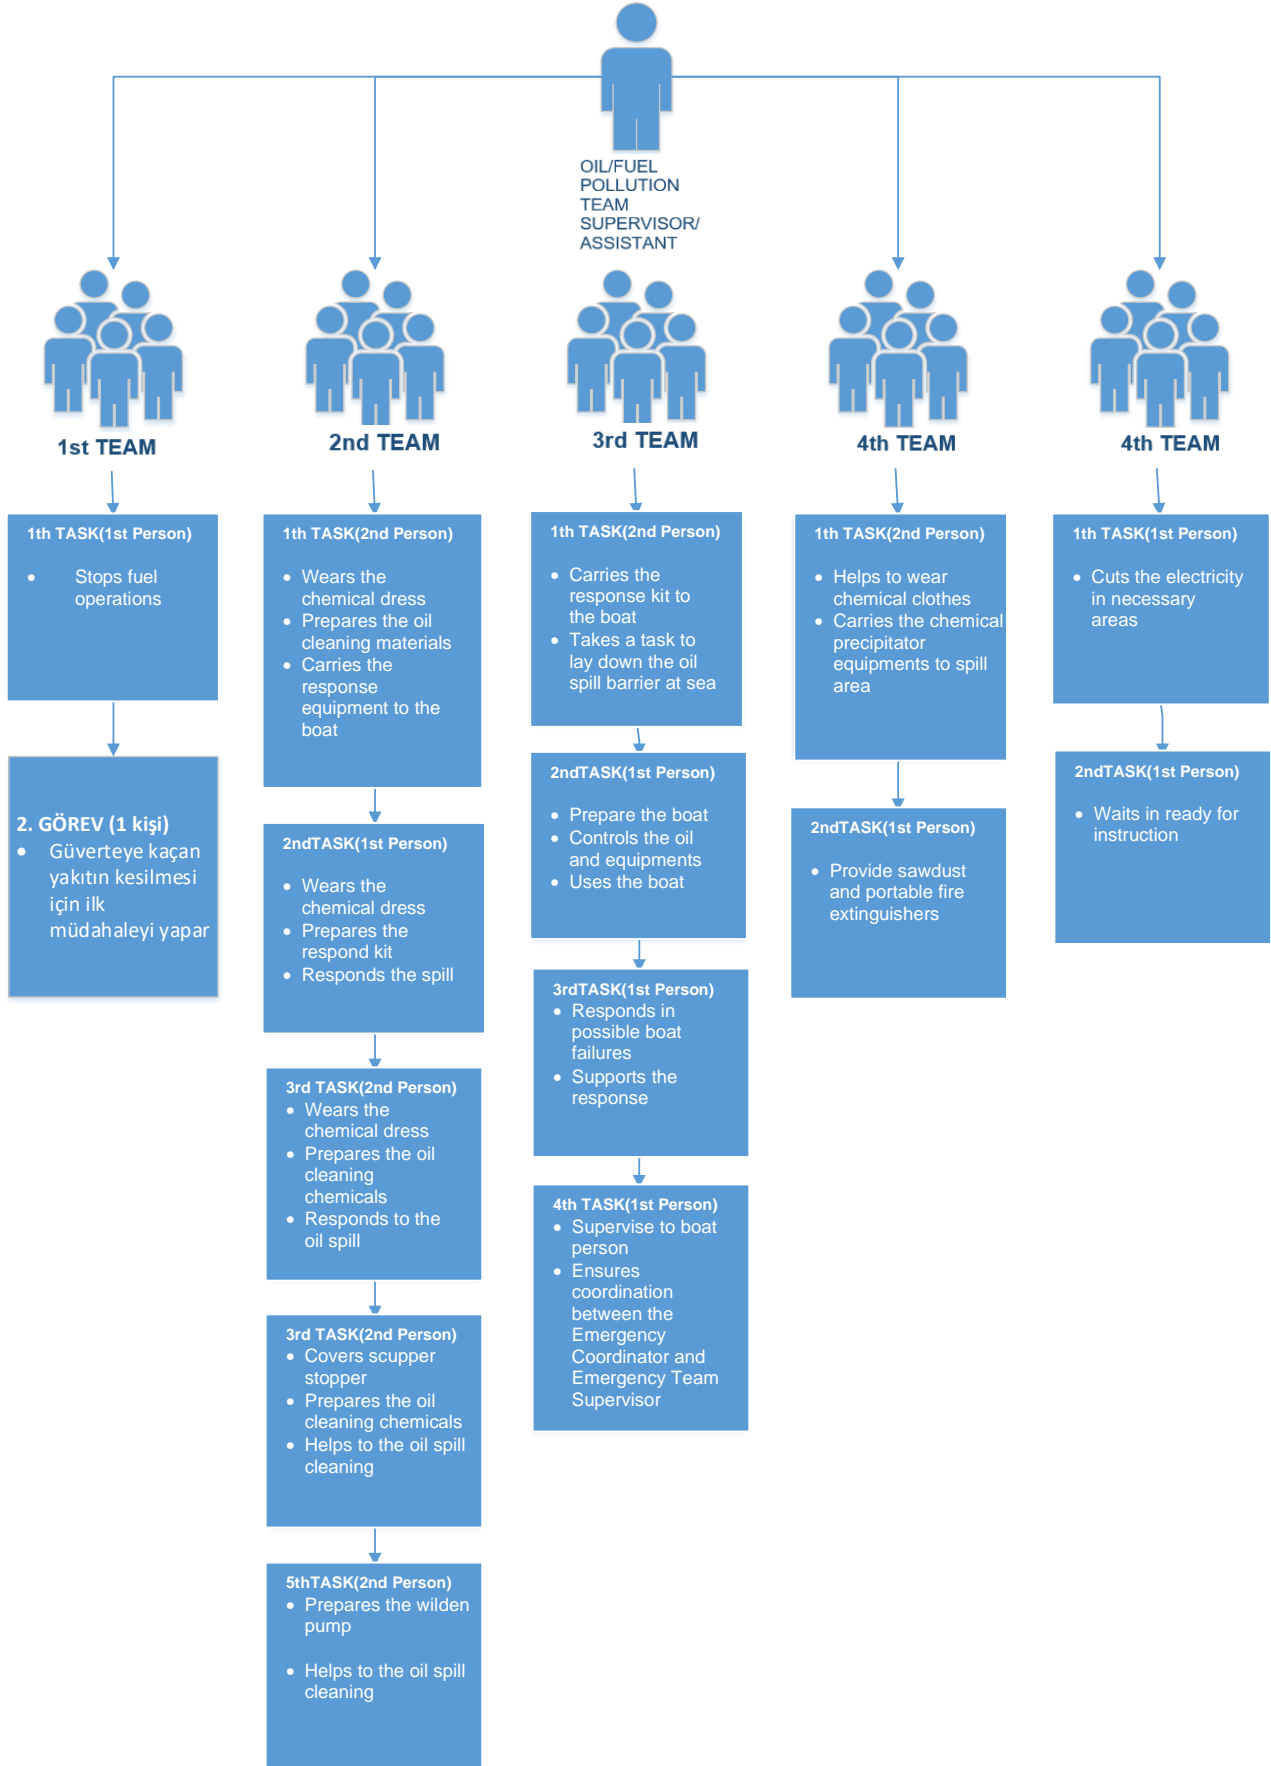 OIL/FUEL
POLLUTION
TEAM
SUPERVISOR/
ASSISTANT
1st TEAM
1th TASK(1st Person)
• Stops fuel
operations
2. GÖREV (1 kişi)
• Güverteye kaçan
yakıtın kesilmesi
için ilk
müdahaleyi yapar
2nd TEAM
1th TASK(2nd Person)
• Wears the
chemical dress
• Prepares the oil
cleaning materials
• Carries the
response
equipment to the
boat
2ndTASK(1st Person)
• Wears the
chemical dress
• Prepares the
respond kit
• Responds the spill
3rd TASK(2nd Person)
• Wears the
chemical dress
• Prepares the oil
cleaning
chemicals
• Responds to the
oil spill
3rd TASK(2nd Person)
• Covers scupper
stopper
• Prepares the oil
cleaning chemicals
• Helps to the oil spill
cleaning
5thTASK(2nd Person)
• Prepares the wilden
pump
• Helps to the oil spill
cleaning
3rd TEAM
1th TASK(2nd Person)
• Carries the
response kit to
the boat
• Takes a task to
lay down the oil
spill barrier at sea
2ndTASK(1st Person)
• Prepare the boat
• Controls the oil
and equipments
• Uses the boat
3rdTASK(1st Person)
• Responds in
possible boat
failures
• Supports the
response
4th TASK(1st Person)
• Supervise to boat
person
• Ensures
coordination
between the
Emergency
Coordinator and
Emergency Team
Supervisor
4th TEAM
1th TASK(2nd Person)
• Helps to wear
chemical clothes
• Carries the chemical
precipitator
equipments to spill
area
2ndTASK(1st Person)
• Provide sawdust
and portable fire
extinguishers
4th TEAM
1th TASK(1st Person)
• Cuts the electricity
in necessary
areas
2ndTASK(1st Person)
• Waits in ready for
instruction